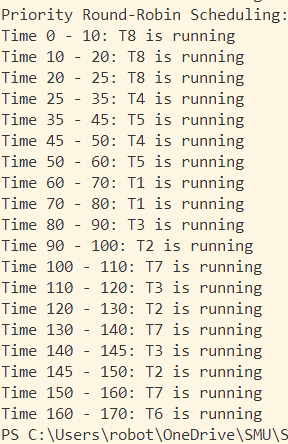 Priority Round-Robin Scheduling:
Time 0 - 10: T8 is running
Time 10 - 20: T8 is running
Time 20 - 25: T8 is running
Time 25 - 35: T4 is running
Time 35 - 45: T5 is running
Time 45 - 50: T4 is running
Time 50 - 60: T5 is running
Time 60 - 70: T1 is running
Time 70 - 80: T1 is running
Time 80 - 90: T3 is running
Time 90 - 100: T2 is running
Time 100 - 110: T7 is running
Time 110 - 120: T3 is running
Time 120 - 130: T2 is running
Time 130 - 140: T7 is running
Time 140 - 145: T3 is running
Time 145 - 150: T2 is running
Time 150 - 160: T7 is running
Time 160 - 170: T6 is running
PS C:\Users\robot\OneDrive\SMU\S